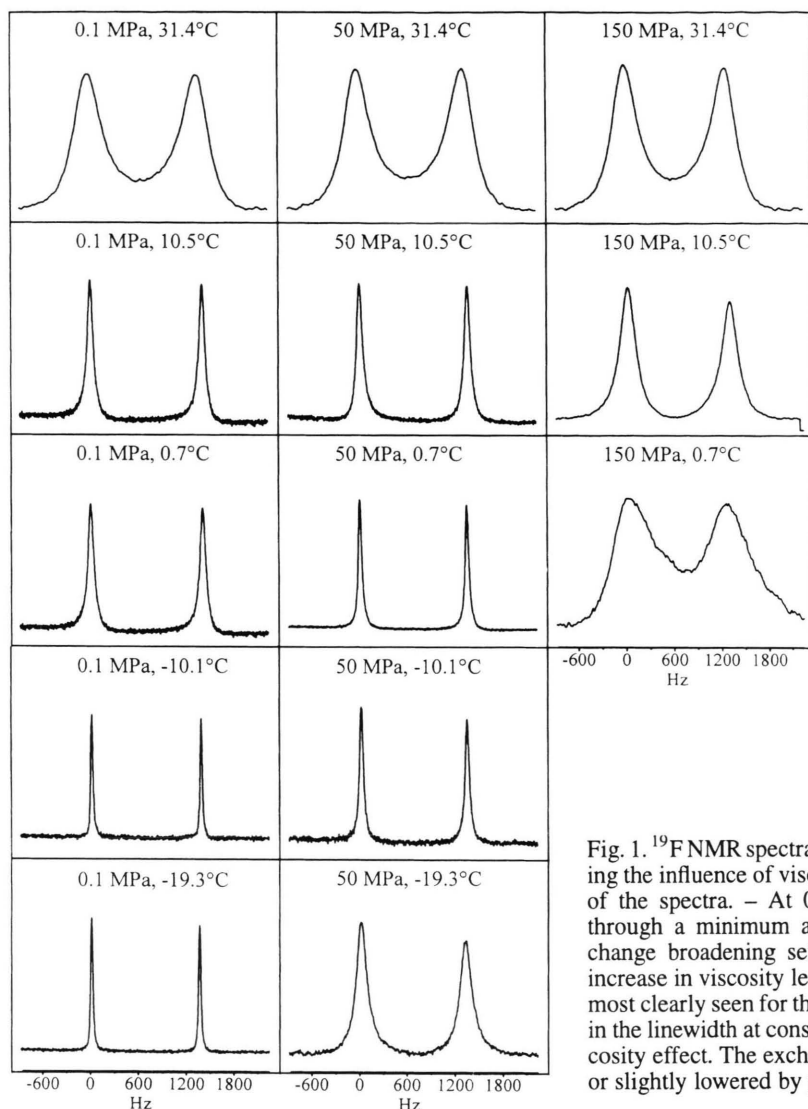 0.1 MPa, 31.4°C
50 MPa, 31.4°C
150 MPa, 31.4°C
0.1 MPa, 10.5°C
50 MPa, 10.5°C
150 MPa, 10.5°C
0.1 MPa, 0.7°C
50 MPa, 0.7°C
150 MPa, 0.7°C
-600 0 600 1200 1800
Hz
0.1 MPa, -10.1°C
50 MPa, -10.1°C
0.1 MPa, -19.3°C
50 MPa, -19.3°C
-600 0 600 1200 1800
Hz
-600 0 600 1200 1800
Hz
Fig. 1. ¹⁹F NMR spectra
ing the influence of visc
of the spectra. – At 0
through a minimum a
change broadening se
increase in viscosity le
most clearly seen for th
in the linewidth at cons
cosity effect. The exch
or slightly lowered by